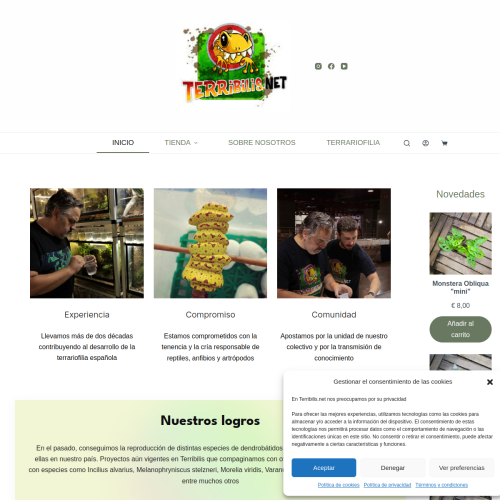 TERRIBILIS.NET
INICIO
TIENDA
SOBRE NOSOTROS
TERRARIOFILIA
Experiencia
Llevamos más de dos décadas
contribuyendo al desarrollo de la
terrariofilia española
Compromiso
Estamos comprometidos con la
tenencia y la cría responsable de
reptiles, anfibios y artrópodos
Comunidad
Apostamos por la unidad de nuestro
colectivo y por la transmisión de
conocimiento
Novedades
Monstera Obliqua
"mini"
€ 8,00
Añadir al
carrito
Nuestros logros
En el pasado, conseguimos la reproducción de distintas especies de dendrobátidos
ellas en nuestro país. Proyectos aún vigentes en Terribilis que compaginamos con o
con especies como Incilius alvarius, Melanophryniscus stelzneri, Morelia viridis, Varan
entre muchos otros
Gestionar el consentimiento de las cookies
En Terribilis.net nos preocupamos por su privacidad
Para ofrecer las mejores experiencias, utilizamos tecnologías como las cookies para
almacenar y/o acceder a la información del dispositivo. El consentimiento de estas
tecnologías nos permitirá procesar datos como el comportamiento de navegación o las
identificaciones únicas en este sitio. No consentir o retirar el consentimiento, puede afectar
negativamente a ciertas características y funciones.
Aceptar
Denegar
Ver preferencias
Política de cookies
Política de privacidad
Términos y condiciones